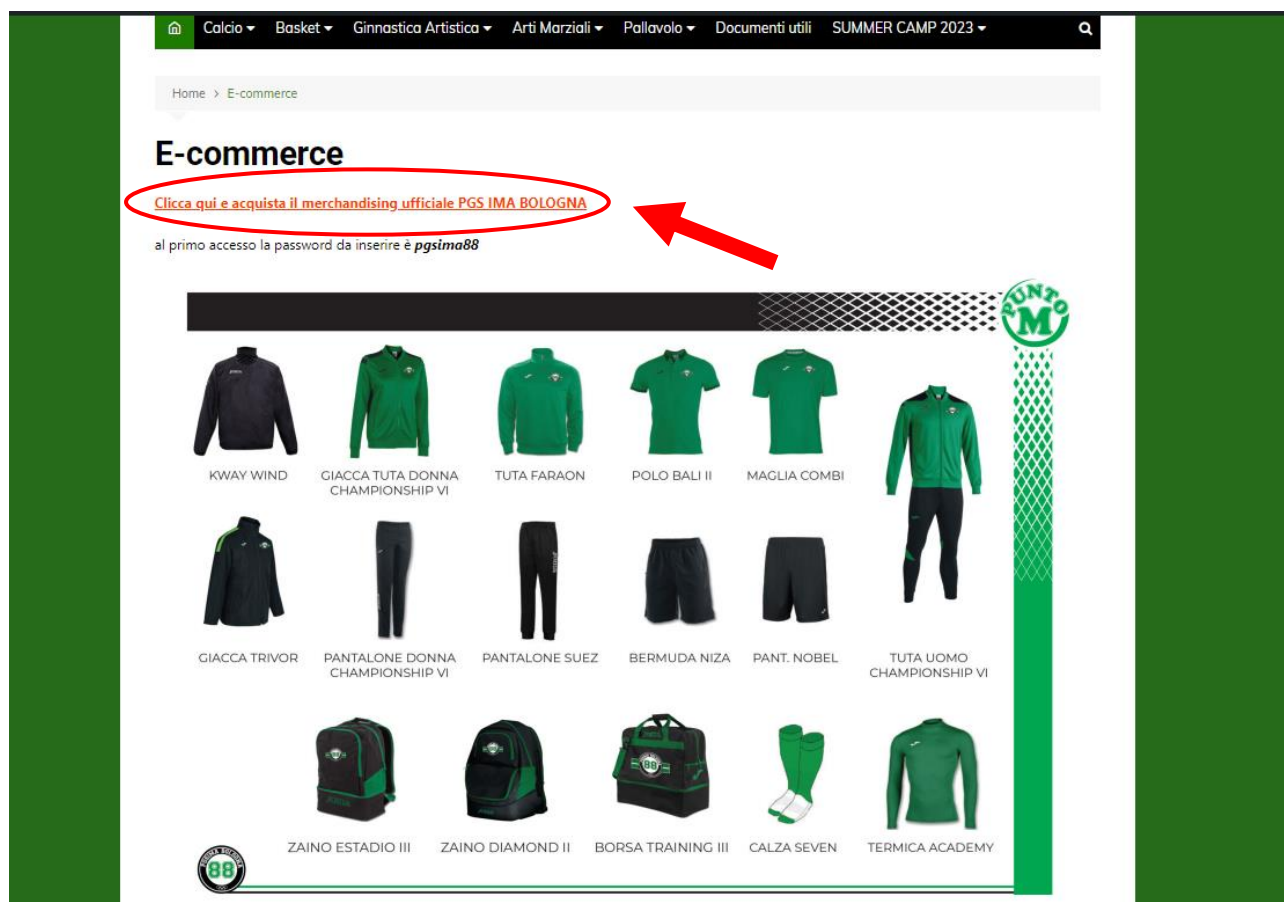 Calcio Basket Ginnastica Artistica Arti Marziali Pallavolo Documenti utili SUMMER CAMP 2023
Home > E-commerce
E-commerce
Clicca qui e acquista il merchandising ufficiale PGS IMA BOLOGNA
al primo accesso la password da inserire è pgsima88
PUNTO
M
KWAY WIND
GIACCA TUTA DONNA
CHAMPIONSHIP VI
TUTA FARAON
POLO BALI II
MAGLIA COMBI
GIACCA TRIVOR
PANTALONE DONNA
CHAMPIONSHIP VI
PANTALONE SUEZ
BERMUDA NIZA
PANT. NOBEL
TUTA UOMO
CHAMPIONSHIP VI
88
ZAINO ESTADIO III
ZAINO DIAMOND II
BORSA TRAINING III
CALZA SEVEN
TERMICA ACADEMY
88